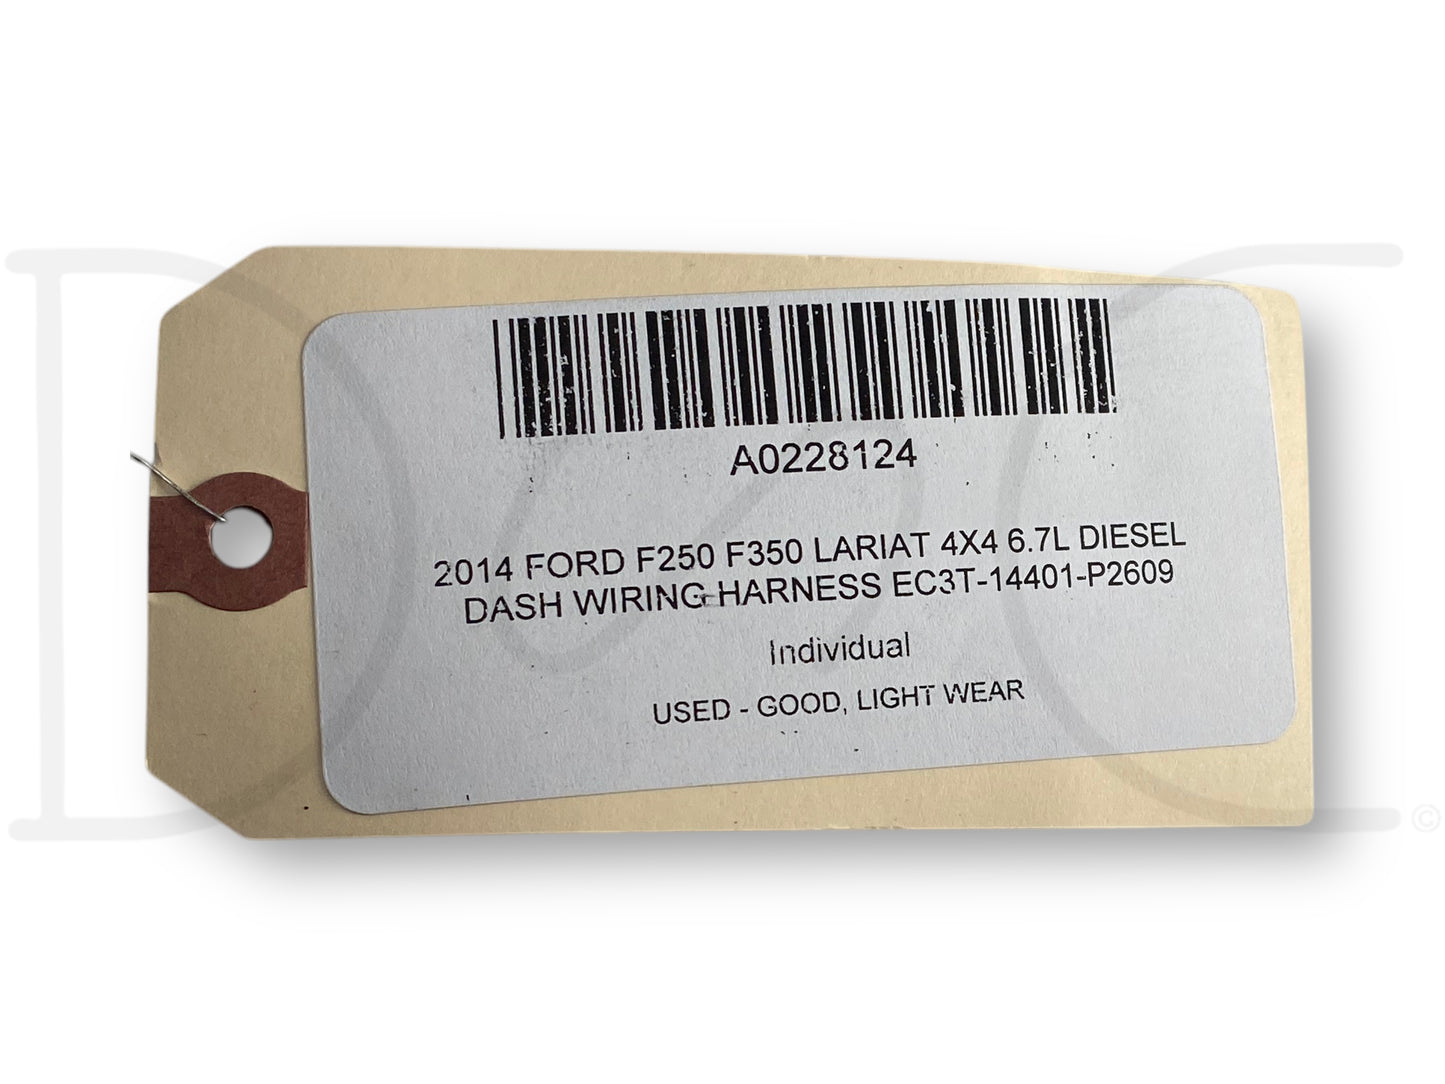 A0228124
2014 FORD F250 F350 LARIAT 4X4 6.7L DIESEL
DASH WIRING HARNESS EC3T-14401-P2609
Individual
USED - GOOD, LIGHT WEAR
D C ©